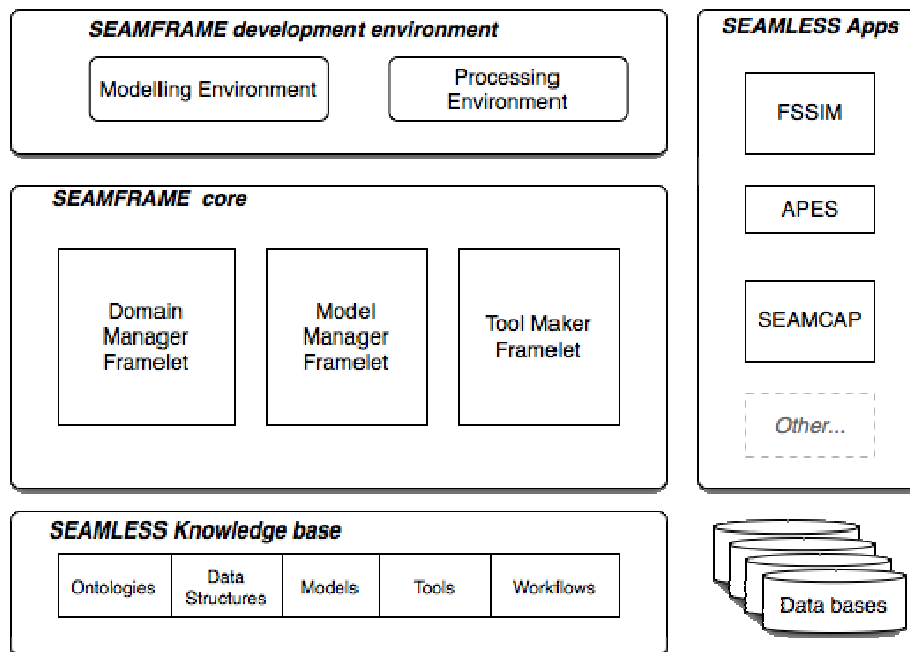 SEAMFRAME development environment
Modelling Environment
Processing
Environment
SEAMFRAME core
Domain
Manager
Framelet
Model
Manager
Framelet
Tool Maker
Framelet
SEAMLESS Knowledge base
Ontologies
Data
Structures
Models
Tools
Workflows
SEAMLESS Apps
FSSIM
APES
SEAMCAP
Other...
Data bases